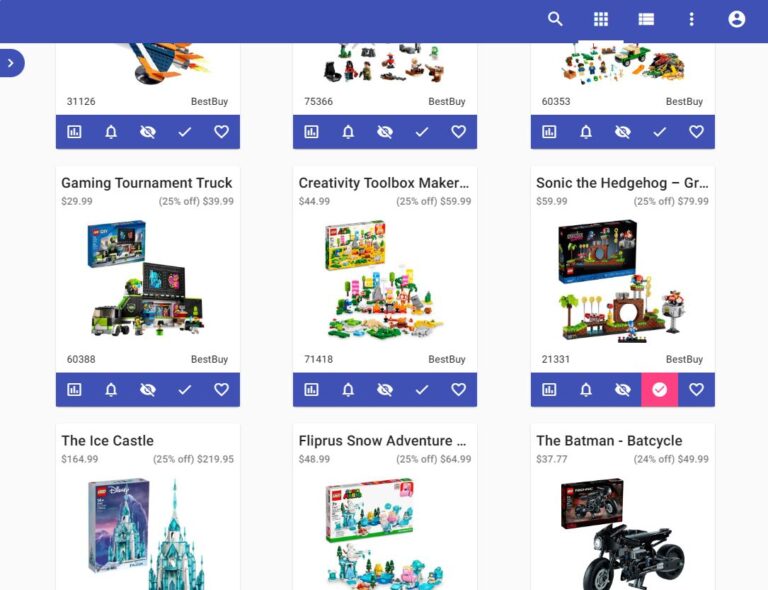 31126 BestBuy
75366 BestBuy
60353 BestBuy
Gaming Tournament Truck
$29.99 (25% off) $39.99
60388 BestBuy
Creativity Toolbox Maker...
$44.99 (25% off) $59.99
71418 BestBuy
Sonic the Hedgehog – Gr...
$59.99 (25% off) $79.99
21331 BestBuy
The Ice Castle
$164.99 (25% off) $219.95
Disney
Fliprus Snow Adventure ...
$48.99 (25% off) $64.99
The Batman - Batcycle
$37.77 (24% off) $49.99